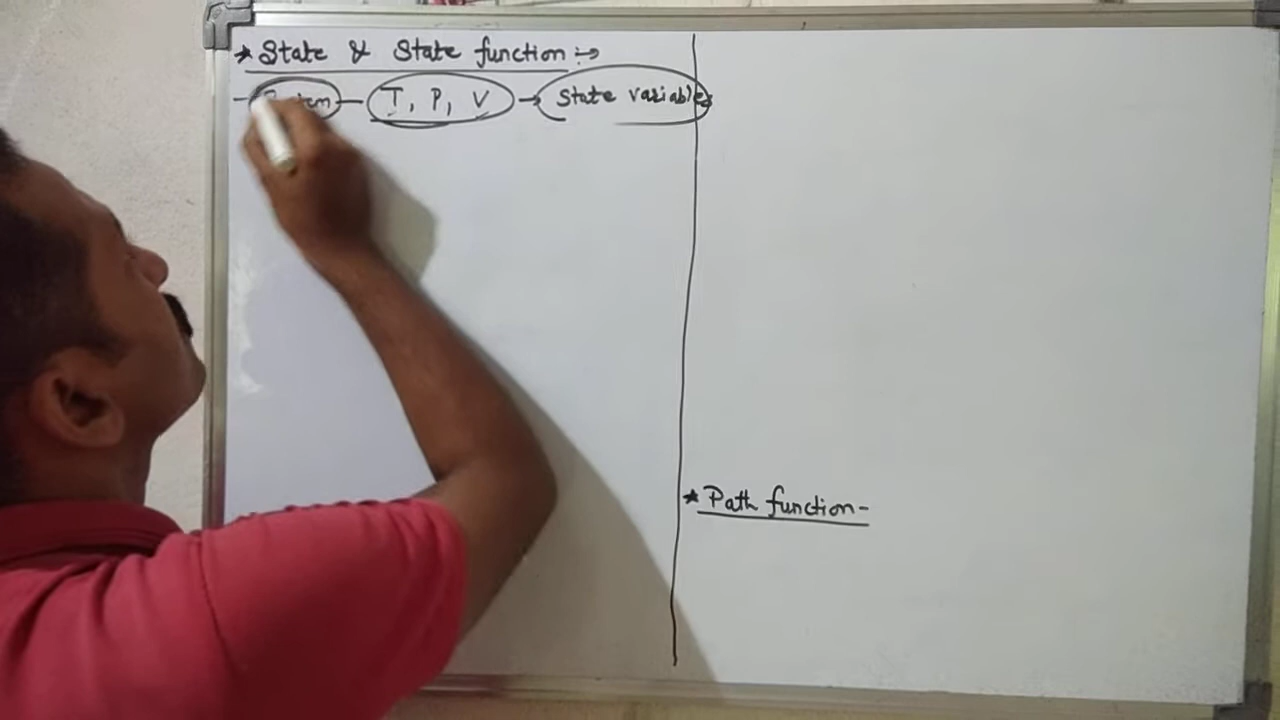 * State & State function :->
T, P, V → State variables
* Path function -